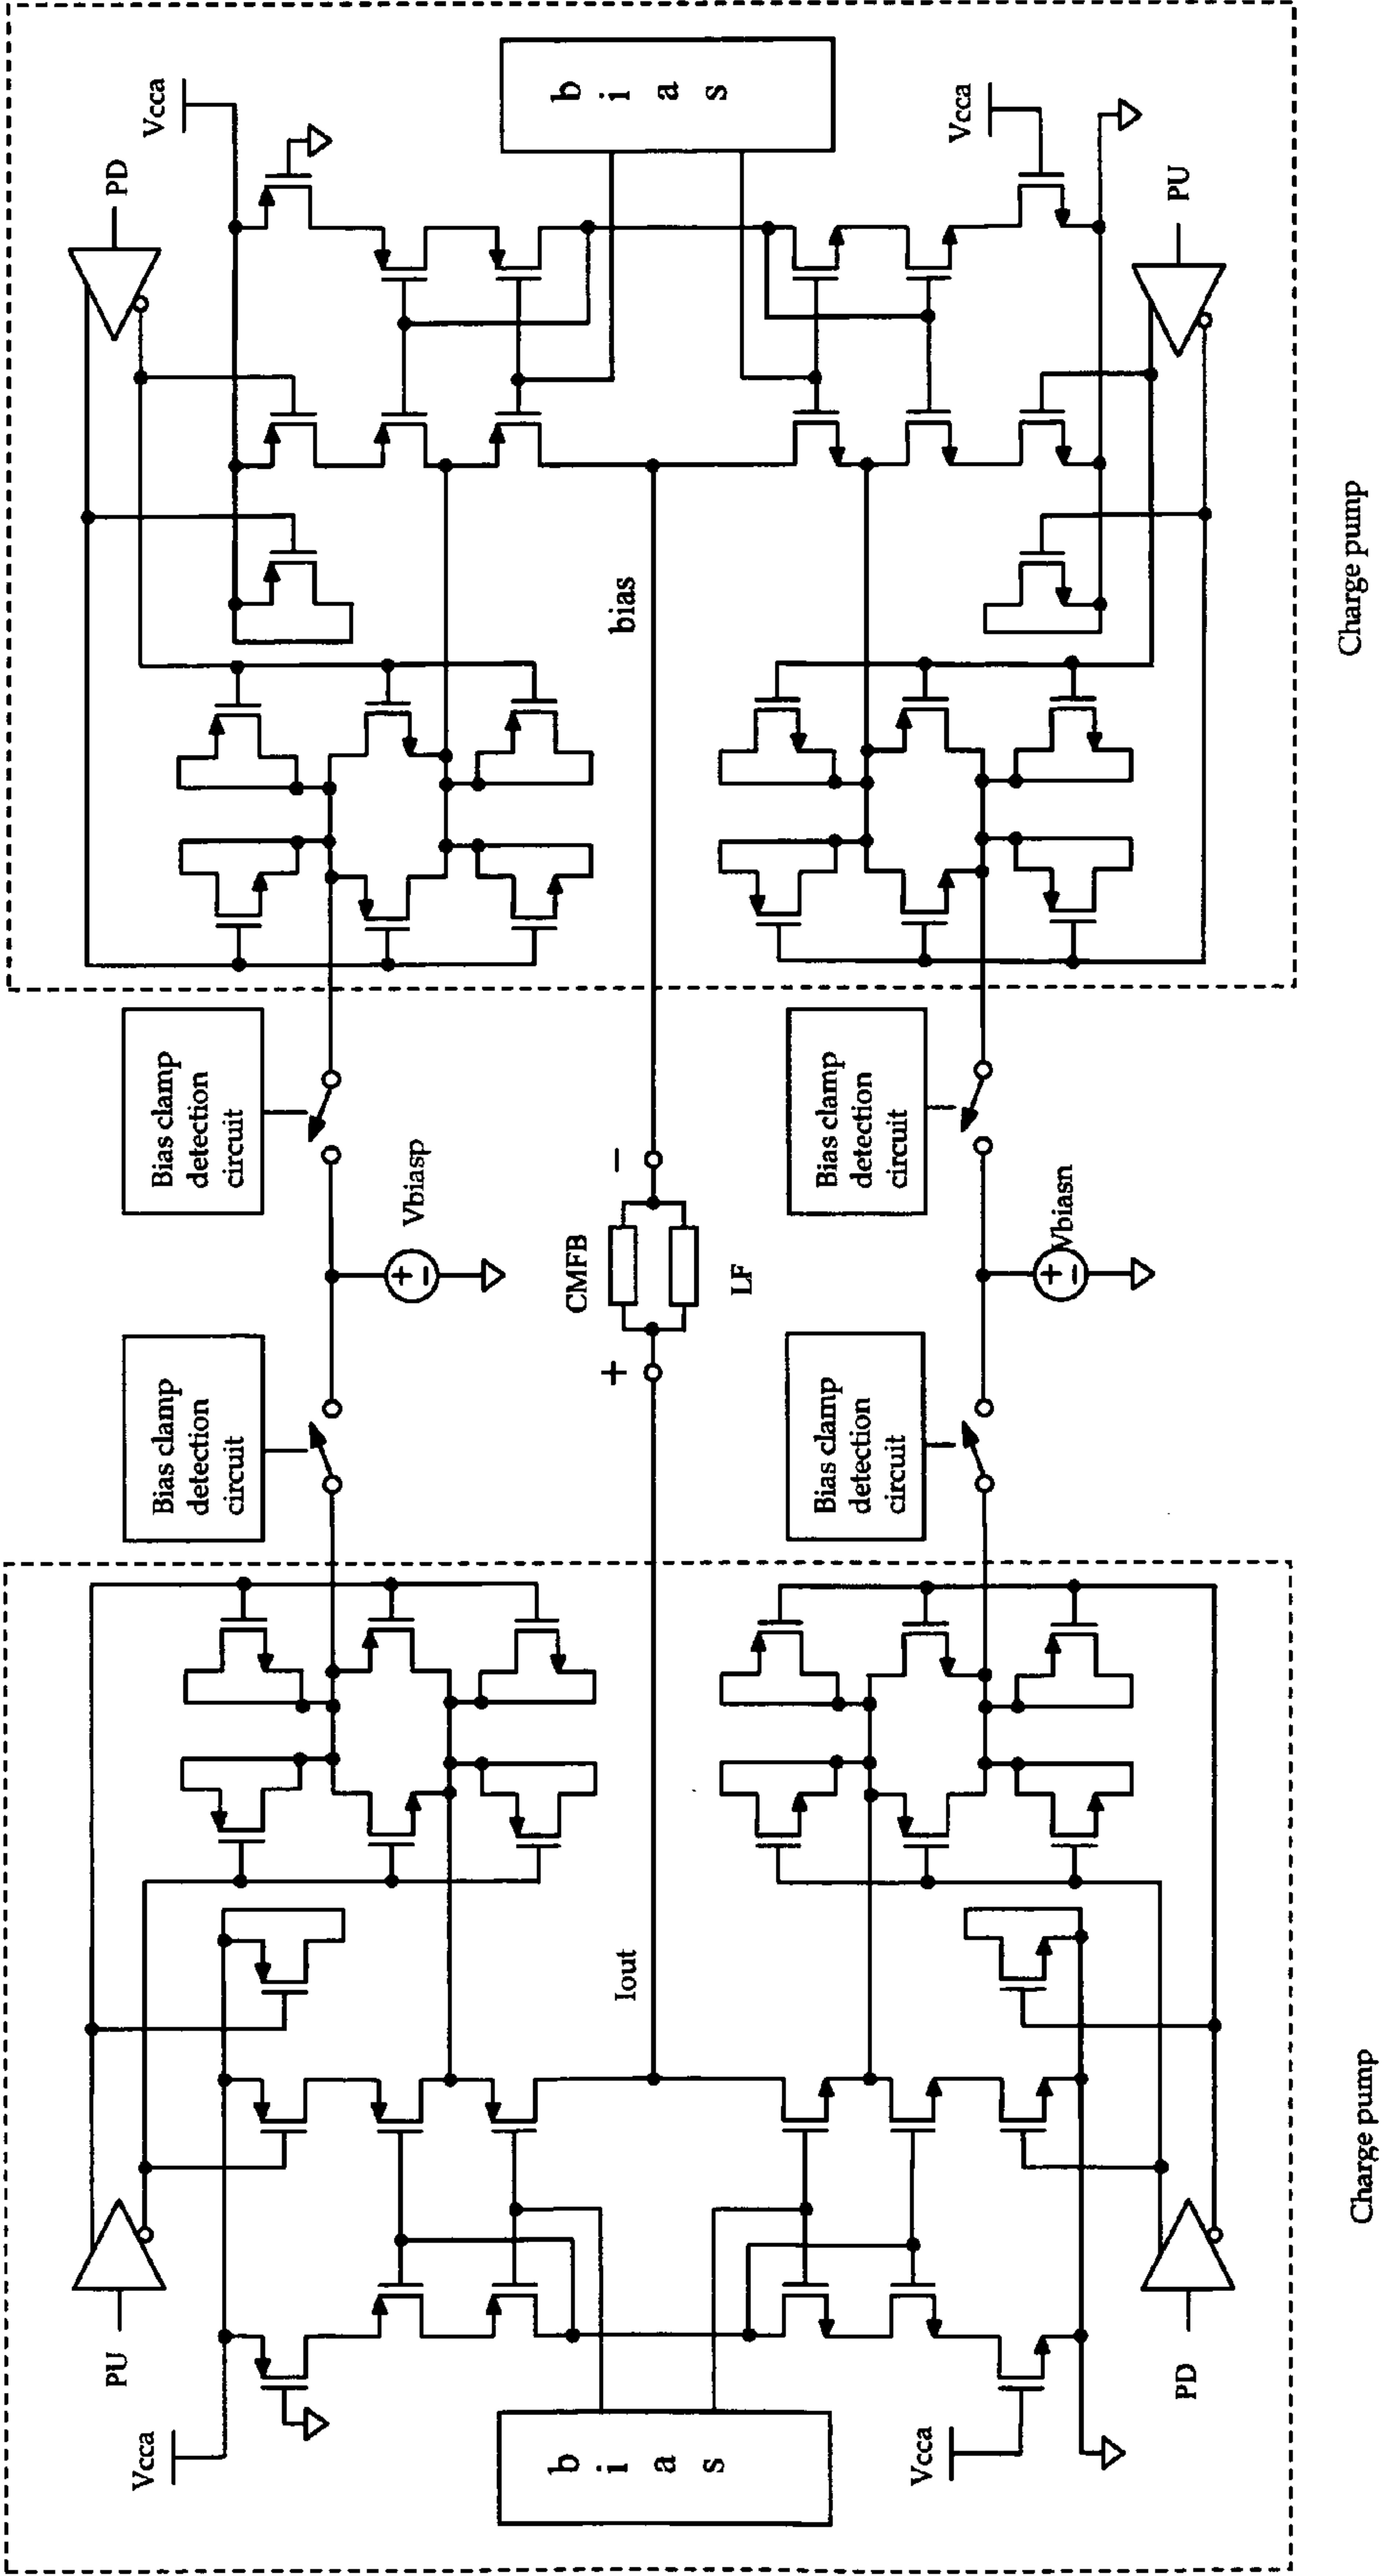 PU
Vcca
Bias clamp
detection
circuit
Bias clamp
detection
circuit
PD
Vcca
Vbiasp
+
−
b
i
a
s
Iout
+
CMFB
LF
−
bias
b
i
a
s
Vcca
PD
Bias clamp
detection
circuit
Bias clamp
detection
circuit
Vbiasn
+
−
Vcca
PU
Charge pump
Charge pump